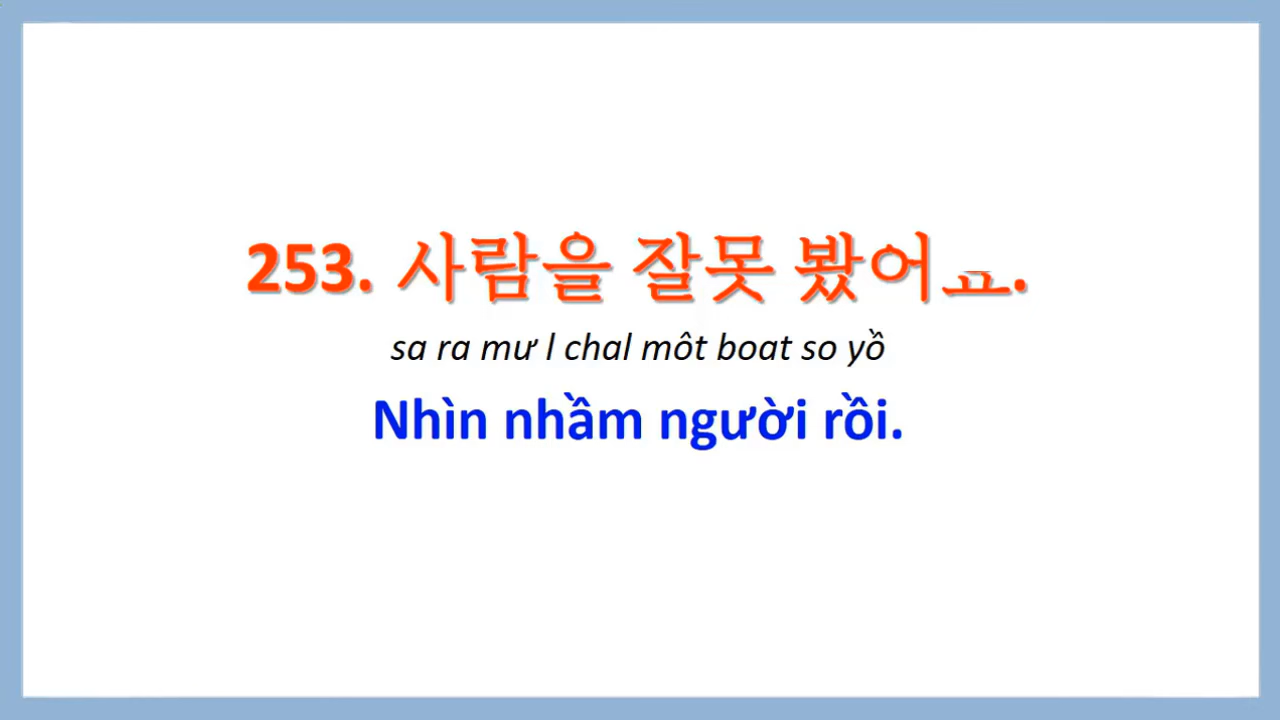 253. 사람을 잘못 봤어요.
sa ra mư l chal môt boat so yồ
Nhìn nhầm người rồi.